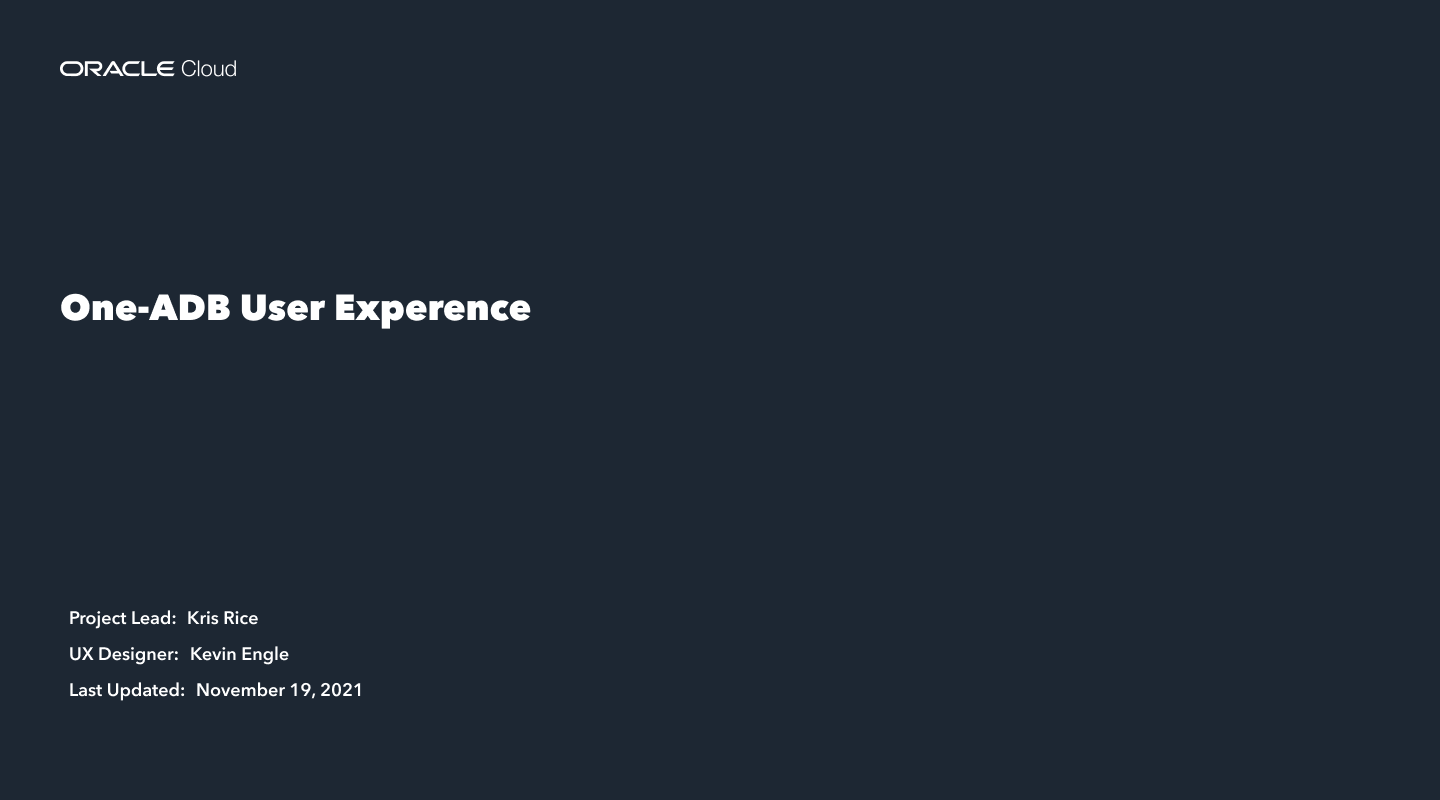 ORACLE Cloud
One-ADB User Experence
Project Lead: Kris Rice
UX Designer: Kevin Engle
Last Updated: November 19, 2021